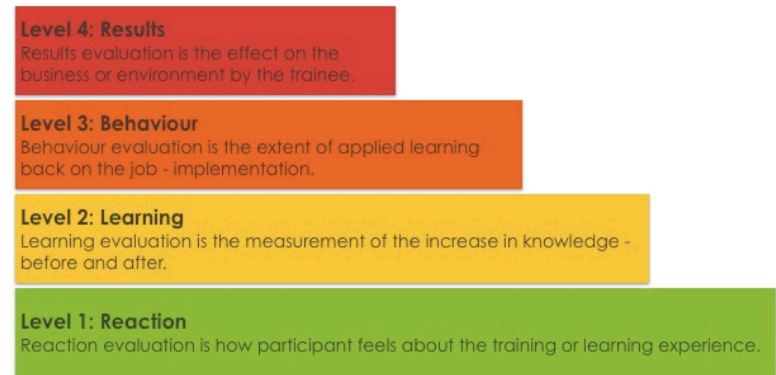 Level 4: Results
Results evaluation is the effect on the
business or environment by the trainee.
Level 3: Behaviour
Behaviour evaluation is the extent of applied learning
back on the job - implementation.
Level 2: Learning
Learning evaluation is the measurement of the increase in knowledge -
before and after.
Level 1: Reaction
Reaction evaluation is how participant feels about the training or learning experience.